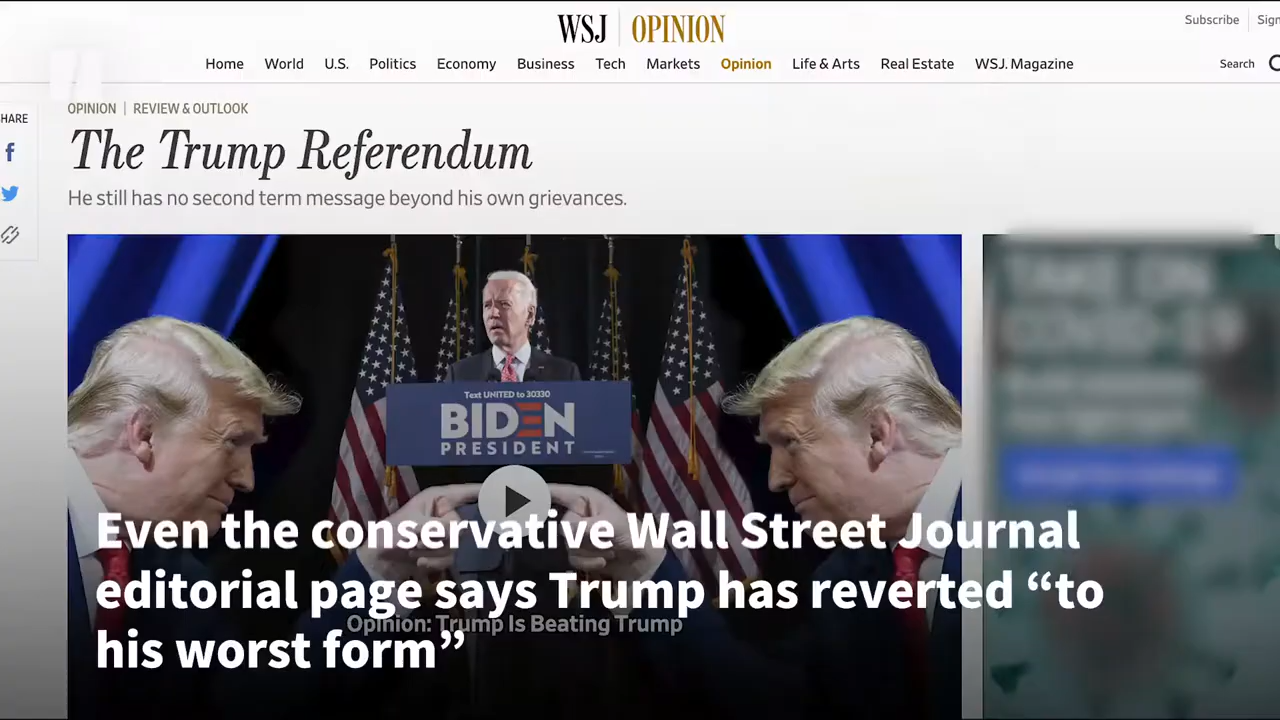 WSJ | OPINION
Subscribe
Home World U.S. Politics Economy Business Tech Markets Opinion Life & Arts Real Estate WSJ. Magazine
Search
OPINION | REVIEW & OUTLOOK
HARE
The Trump Referendum
He still has no second term message beyond his own grievances.
Text UNITED to 30330
BIDEN
PRESIDENT
Even the conservative Wall Street Journal
editorial page says Trump has reverted “to
his worst form”
Opinion: Trump Is Beating Trump